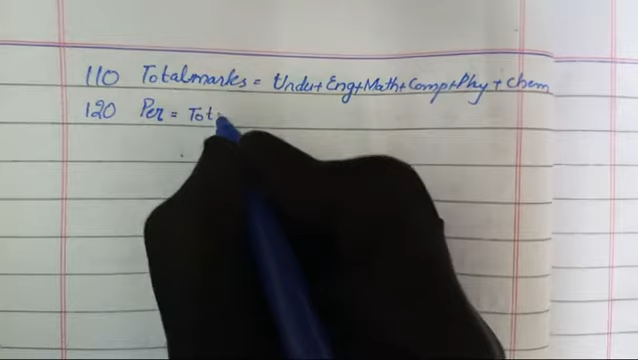 110 Totalmarks = Urdu+Eng+Math+Comp+Phy+Chem
120 Per = Tot